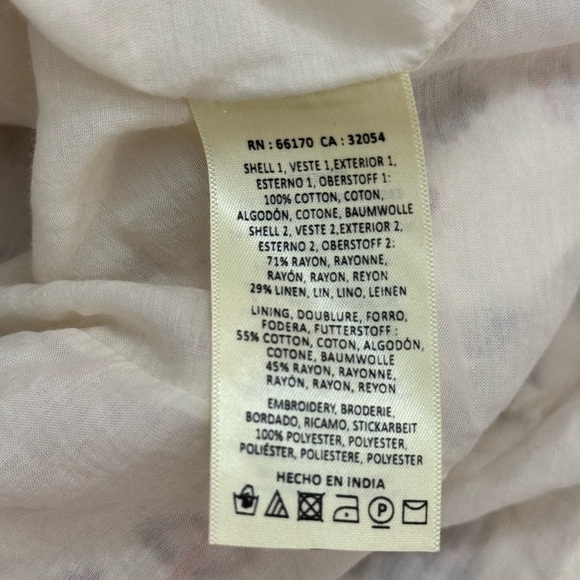 RN : 66170 CA : 32054
SHELL 1, VESTE 1,EXTERIOR 1,
ESTERNO 1, OBERSTOFF 1:
100% COTTON, COTON,
ALGODÓN, COTONE, BAUMWOLLE
SHELL 2, VESTE 2,EXTERIOR 2,
ESTERNO 2, OBERSTOFF 2:
71% RAYON, RAYONNE,
RAYÓN, RAYON, REYON
29% LINEN, LIN, LINO, LEINEN
LINING, DOUBLURE, FORRO,
FODERA, FUTTERSTOFF :
55% COTTON, COTON, ALGODÓN,
COTONE, BAUMWOLLE
45% RAYON, RAYONNE,
RAYÓN, RAYON, REYON
EMBROIDERY, BRODERIE,
BORDADO, RICAMO, STICKARBEIT
100% POLYESTER, POLYESTER,
POLIÉSTER, POLIESTERE, POLYESTER
HECHO EN INDIA
P